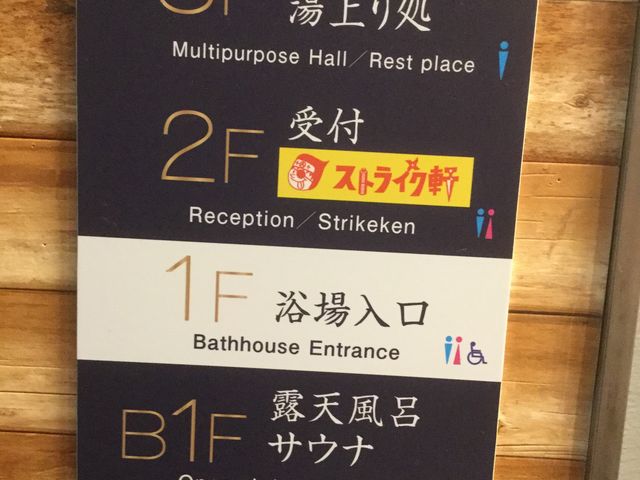 3F 湯上り処
Multipurpose Hall／Rest place
2F 受付
ストライク軒
Reception／Strikeken
1F 浴場入口
Bathhouse Entrance
B1F 露天風呂
サウナ